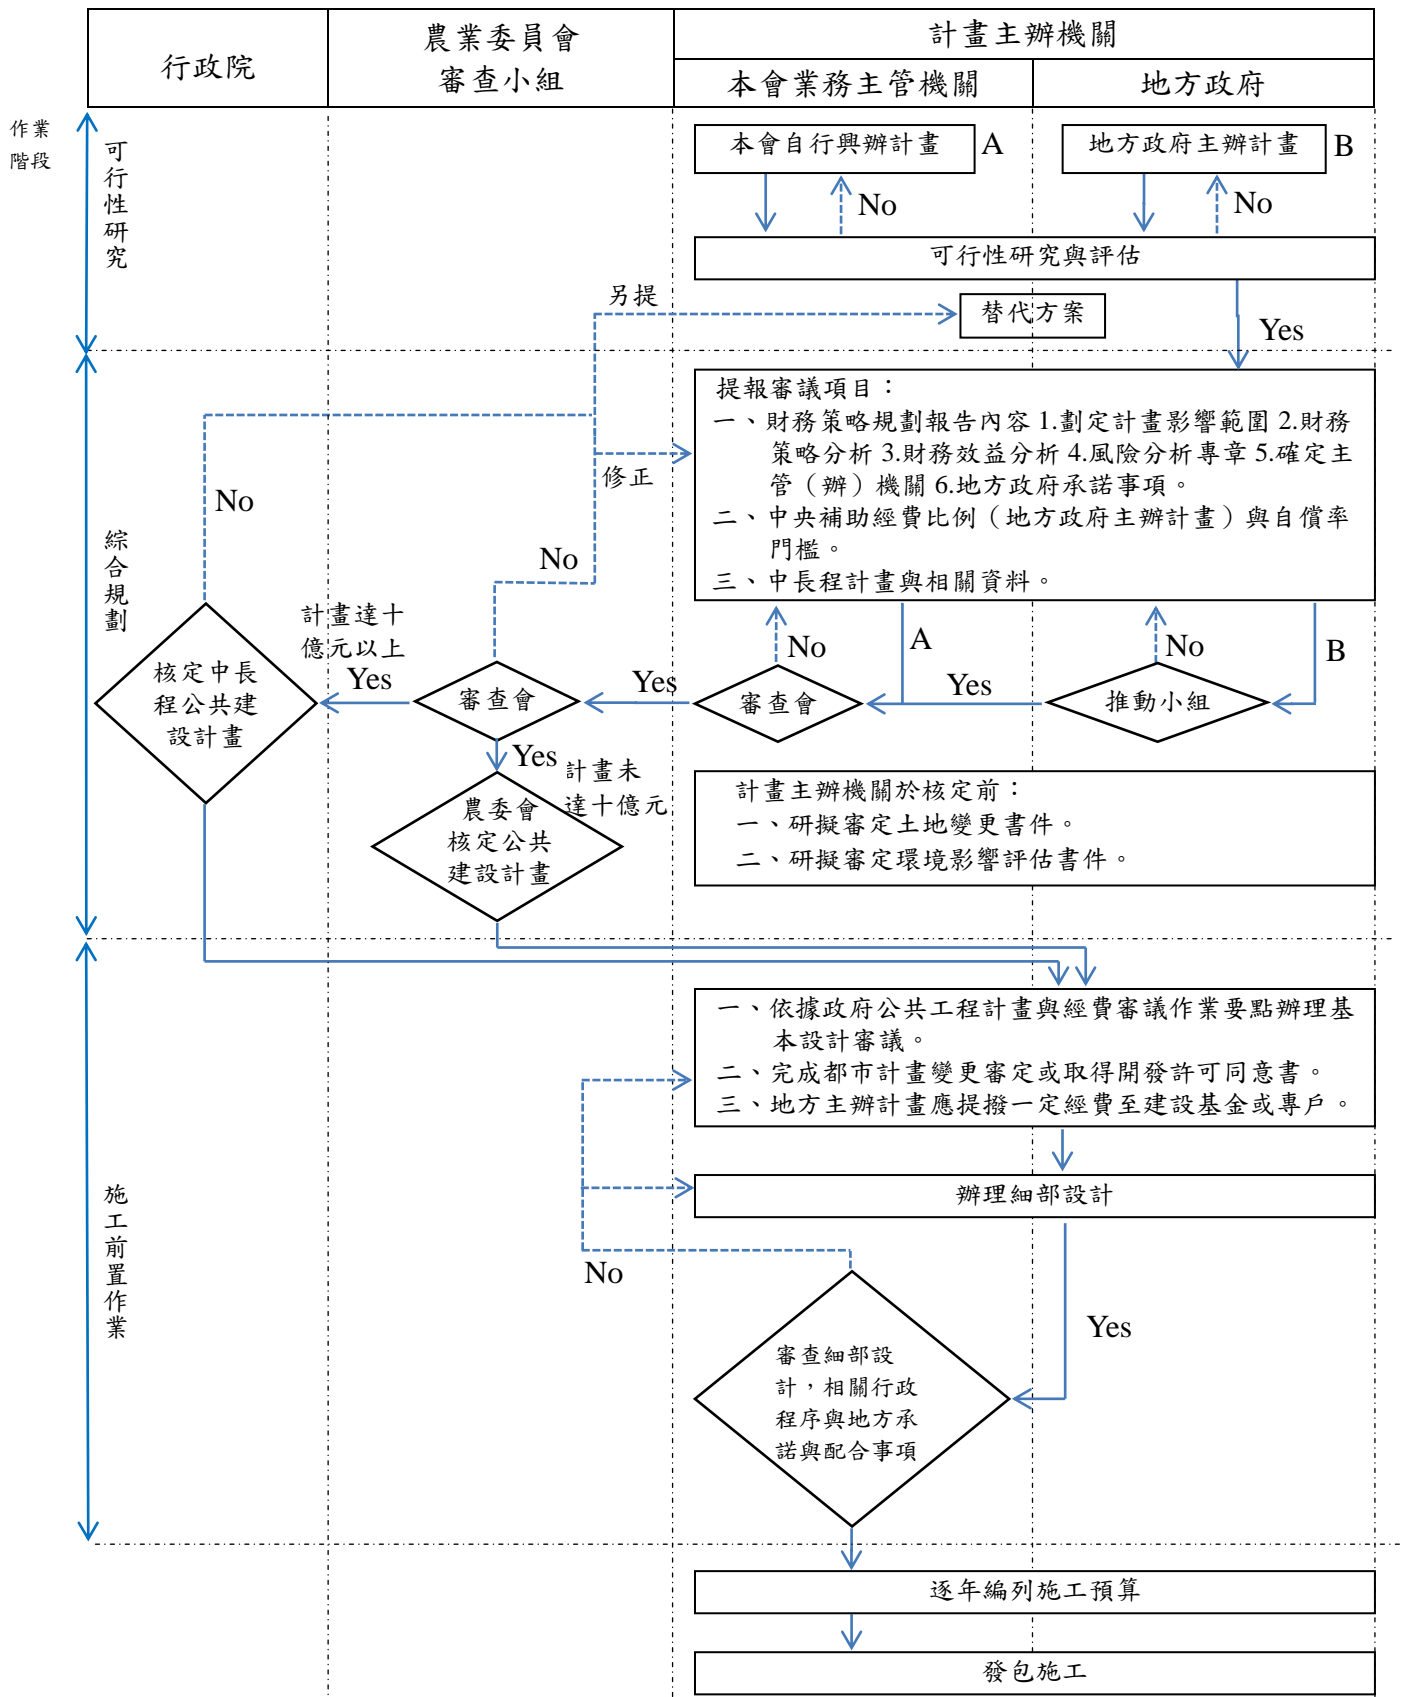 行政院
農業委員會
審查小組
計畫主辦機關
本會業務主管機關
地方政府
作業
階段
可行性研究
本會自行興辦計畫
A
地方政府主辦計畫
B
No
No
可行性研究與評估
另提
替代方案
Yes
綜合規劃
提報審議項目：
一、財務策略規劃報告內容 1.劃定計畫影響範圍 2.財務
策略分析 3.財務效益分析 4.風險分析專章 5.確定主
管（辦）機關 6.地方政府承諾事項。
二、中央補助經費比例（地方政府主辦計畫）與自償率
門檻。
三、中長程計畫與相關資料。
修正
No
No
計畫達十
億元以上
Yes
核定中長
程公共建
設計畫
審查會
Yes
No
審查會
A
Yes
No
推動小組
B
Yes
計畫未
達十億元
農委會
核定公共
建設計畫
計畫主辦機關於核定前：
一、研擬審定土地變更書件。
二、研擬審定環境影響評估書件。
施工前置作業
一、依據政府公共工程計畫與經費審議作業要點辦理基
本設計審議。
二、完成都市計畫變更審定或取得開發許可同意書。
三、地方主辦計畫應提撥一定經費至建設基金或專戶。
辦理細部設計
No
Yes
審查細部設
計，相關行政
程序與地方承
諾與配合事項
逐年編列施工預算
發包施工